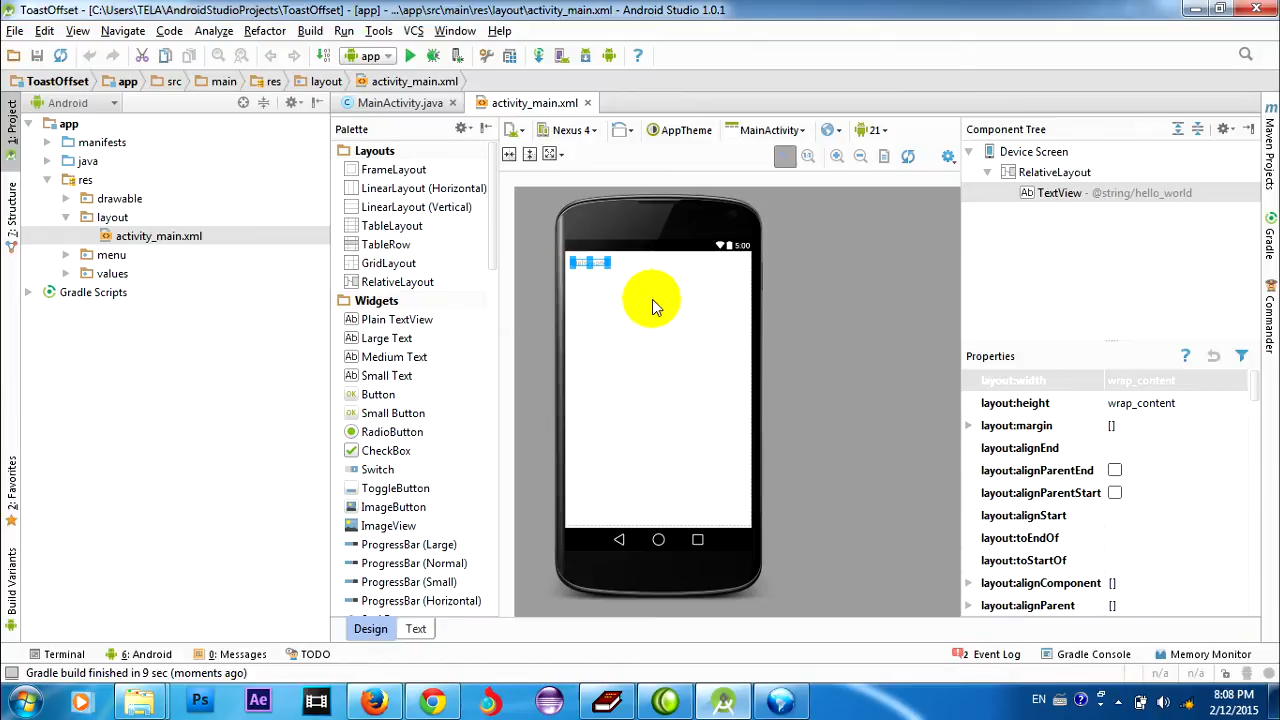 ToastOffset - [C:\Users\TELA\AndroidStudioProjects\ToastOffset] - [app] - ...\app\src\main\res\layout\activity_main.xml - Android Studio 1.0.1
File Edit View Navigate Code Analyze Refactor Build Run Tools VCS Window Help
app
ToastOffset app src main res layout activity_main.xml
Android
MainActivity.java activity_main.xml
1: Project
7: Structure
2: Favorites
Build Variants
app
manifests
java
res
drawable
layout
activity_main.xml
menu
values
Gradle Scripts
Palette
Layouts
FrameLayout
LinearLayout (Horizontal)
LinearLayout (Vertical)
TableLayout
TableRow
GridLayout
RelativeLayout
Widgets
Plain TextView
Large Text
Medium Text
Small Text
Button
Small Button
RadioButton
CheckBox
Switch
ToggleButton
ImageButton
ImageView
ProgressBar (Large)
ProgressBar (Normal)
ProgressBar (Small)
ProgressBar (Horizontal)
Nexus 4 AppTheme MainActivity 21
5:00
Design Text
Component Tree
Device Screen
RelativeLayout
TextView - @string/hello_world
Properties
layout:width wrap_content
layout:height wrap_content
layout:margin []
layout:alignEnd
layout:alignParentEnd
layout:alignParentStart
layout:alignStart
layout:toEndOf
layout:toStartOf
layout:alignComponent []
layout:alignParent []
Maven Projects
Gradle
Commander
Terminal 6: Android 0: Messages TODO 2 Event Log Gradle Console Memory Monitor
Gradle build finished in 9 sec (moments ago) n/a n/a
Ps Ae EN 8:08 PM
2/12/2015